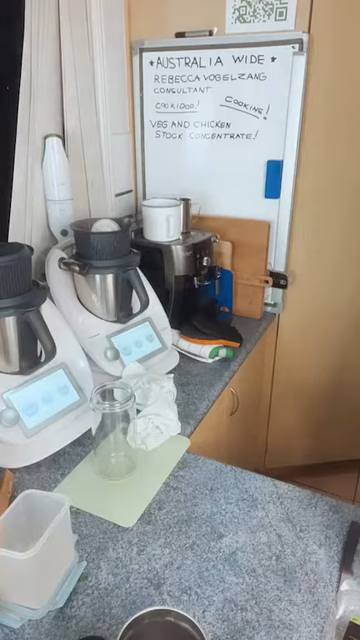 *AUSTRALIA WIDE*
REBECCA VOGELZANG
CONSULTANT
COOKIDOO! COOKING!
VEG AND CHICKEN
STOCK CONCENTRATE!